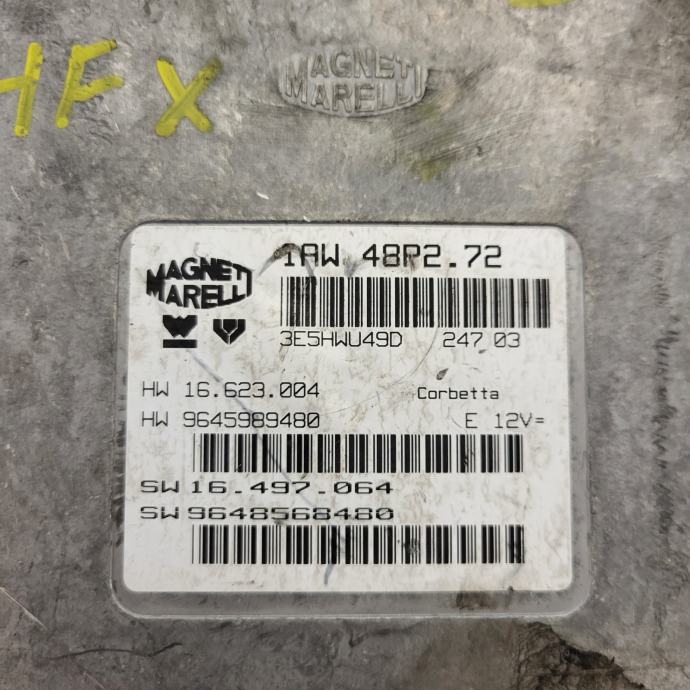 HFX
MAGNETI
MARELLI
MAGNETI
MARELLI
IAW 48P2.72
3E5HWU49D 247 03
HW 16.623.004 Corbetta
HW 9645989480 E 12V=
SW 16.497.064
SW 9648568480